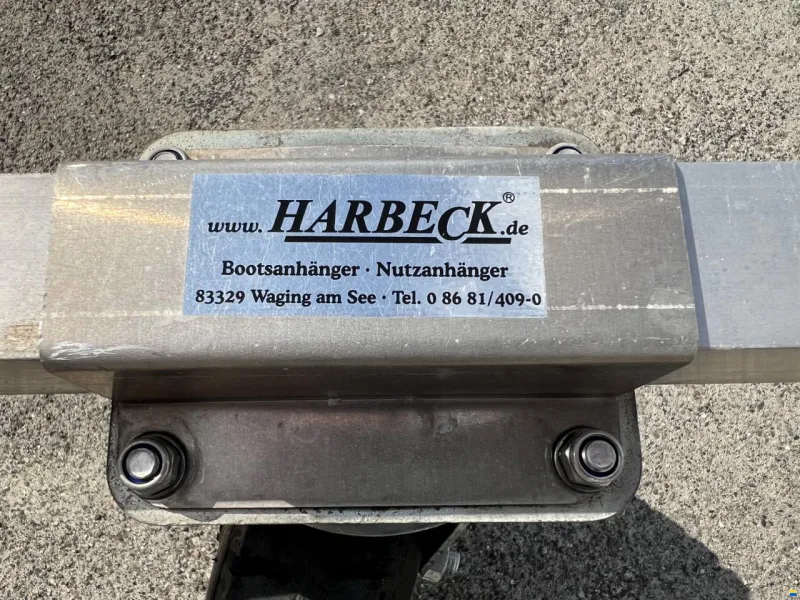 www.HARBECK®.de
Bootsanhänger · Nutzanhänger
83329 Waging am See · Tel. 0 86 81/409-0